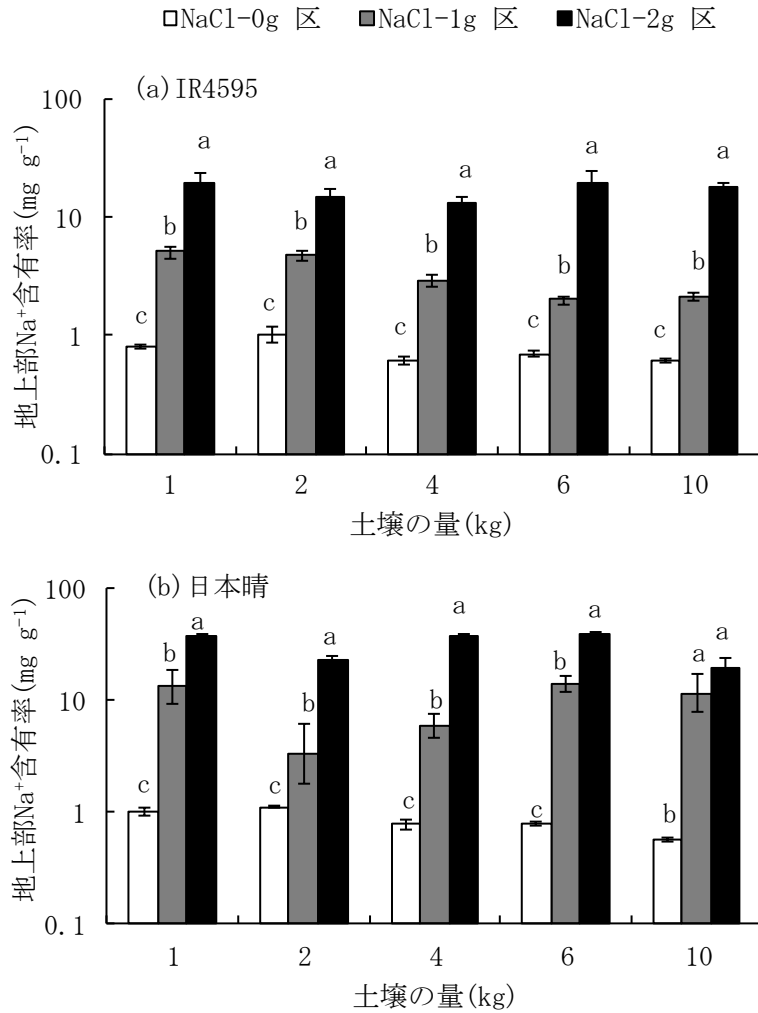 □NaCl-0g 区 ■NaCl-1g 区 ■NaCl-2g 区
(a) IR4595
地上部Na⁺含有率(mg g⁻¹)
100
10
1
0.1
a a a a a
b b b b b
c c c c c
1 2 4 6 10
土壌の量(kg)
(b) 日本晴
地上部Na⁺含有率(mg g⁻¹)
100
10
1
0.1
a a a a a
b b b b a
c c c c b
1 2 4 6 10
土壌の量(kg)